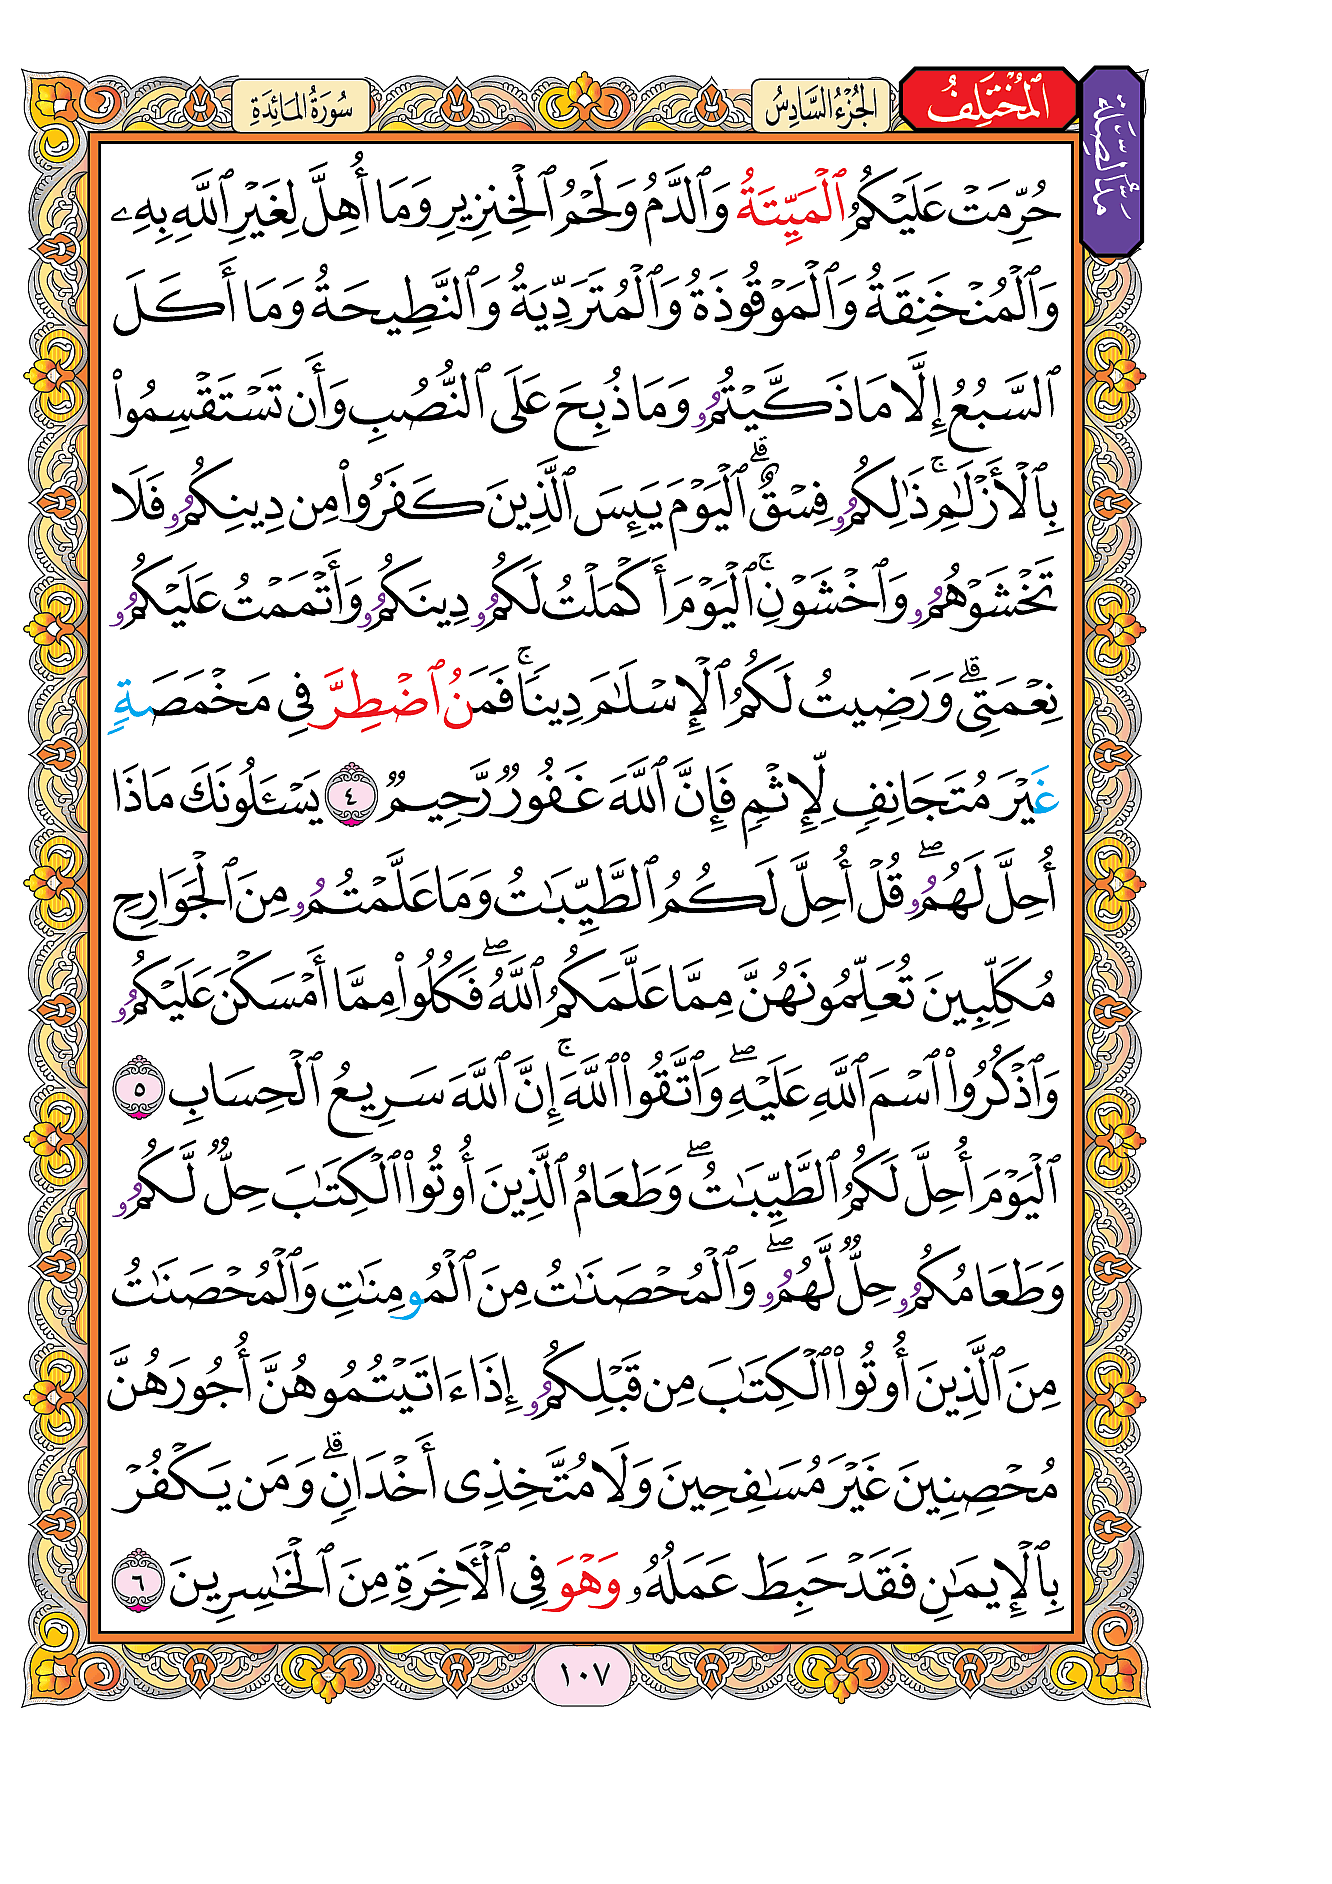 مَدُّ الصِّلَة
المُخْتَلِفُ
الجُزْءُ السَّادِسُ
سُورَةُ المَائِدَةِ
حُرِّمَتْ عَلَيْكُمُ ٱلْمَيِّتَةُ وَٱلدَّمُ وَلَحْمُ ٱلْخِنزِيرِ وَمَا أُهِلَّ لِغَيْرِ ٱللَّهِ بِهِۦ
وَٱلْمُنْخَنِقَةُ وَٱلْمَوْقُوذَةُ وَٱلْمُتَرَدِّيَةُ وَٱلنَّطِيحَةُ وَمَا أَكَلَ
ٱلسَّبُعُ إِلَّا مَا ذَكَّيْتُمُۥ وَمَا ذُبِحَ عَلَى ٱلنُّصُبِ وَأَن تَسْتَقْسِمُوا۟
بِٱلْأَزْلَٰمِۚ ذَٰلِكُمُۥ فِسْقٌۗ ٱلْيَوْمَ يَئِسَ ٱلَّذِينَ كَفَرُوا۟ مِن دِينِكُمُۥ فَلَا
تَخْشَوْهُمُۥ وَٱخْشَوْنِۚ ٱلْيَوْمَ أَكْمَلْتُ لَكُمُۥ دِينَكُمُۥ وَأَتْمَمْتُ عَلَيْكُمُۥ
نِعْمَتِىۗ وَرَضِيتُ لَكُمُ ٱلْإِسْلَٰمَ دِينًاۚ فَمَنُ ٱضْطِرَّ فِى مَخْمَصَةٍ
غَيْرَ مُتَجَانِفٍ لِّإِثْمٍ فَإِنَّ ٱللَّهَ غَفُورٌ رَّحِيمٌ ٤ يَسْـَٔلُونَكَ مَاذَا
أُحِلَّ لَهُمُۥۖ قُلْ أُحِلَّ لَكُمُ ٱلطَّيِّبَٰتُ وَمَا عَلَّمْتُمُۥ مِنَ ٱلْجَوَارِحِ
مُكَلِّبِينَ تُعَلِّمُونَهُنَّ مِمَّا عَلَّمَكُمُ ٱللَّهُۖ فَكُلُوا۟ مِمَّا أَمْسَكْنَ عَلَيْكُمُۥ
وَٱذْكُرُوا۟ ٱسْمَ ٱللَّهِ عَلَيْهِۖ وَٱتَّقُوا۟ ٱللَّهَۚ إِنَّ ٱللَّهَ سَرِيعُ ٱلْحِسَابِ ٥
ٱلْيَوْمَ أُحِلَّ لَكُمُ ٱلطَّيِّبَٰتُۖ وَطَعَامُ ٱلَّذِينَ أُوتُوا۟ ٱلْكِتَٰبَ حِلٌّ لَّكُمُۥ
وَطَعَامُكُمُۥ حِلٌّ لَّهُمُۥۖ وَٱلْمُحْصَنَٰتُ مِنَ ٱلْمُومِنَٰتِ وَٱلْمُحْصَنَٰتُ
مِنَ ٱلَّذِينَ أُوتُوا۟ ٱلْكِتَٰبَ مِن قَبْلِكُمُۥ إِذَا ءَاتَيْتُمُوهُنَّ أُجُورَهُنَّ
مُحْصِنِينَ غَيْرَ مُسَٰفِحِينَ وَلَا مُتَّخِذِى أَخْدَانٍۗ وَمَن يَكْفُرْ
بِٱلْإِيمَٰنِ فَقَدْ حَبِطَ عَمَلُهُۥ وَهْوَ فِى ٱلْأَخِرَةِ مِنَ ٱلْخَٰسِرِينَ ٦
١٠٧